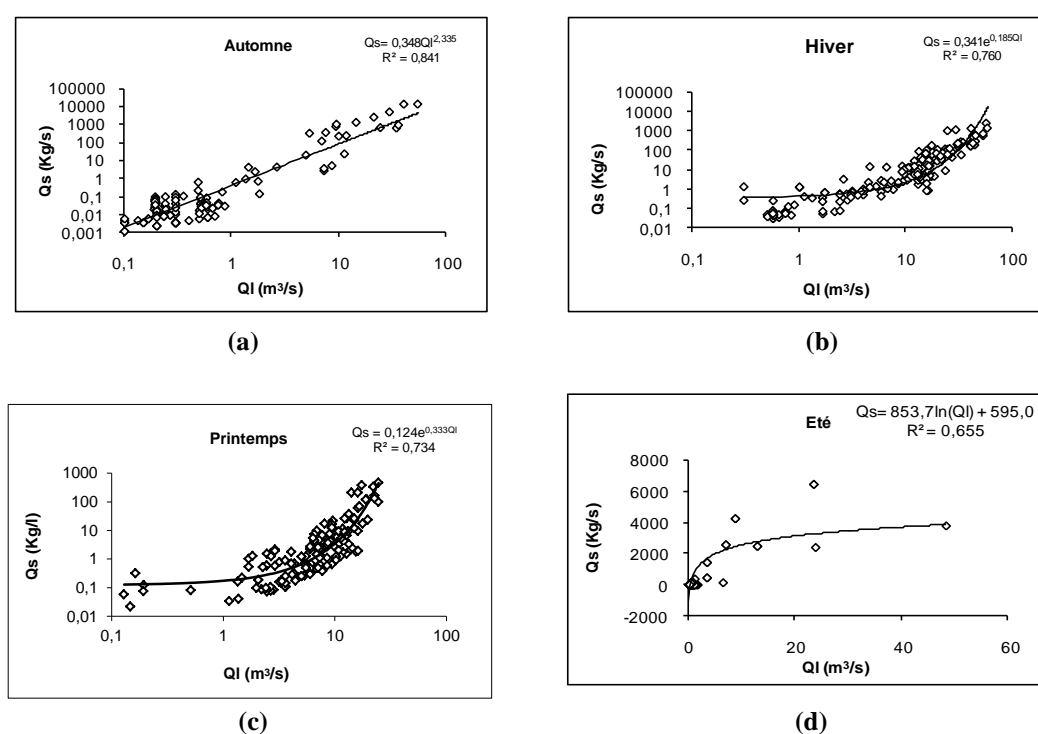 Automne
Qs= 0,348Ql^2,335
R² = 0,841
100000
10000
1000
100
10
1
0,1
0,01
0,001
Qs (Kg/s)
0,1 1 10 100
Ql (m³/s)
(a)
Hiver
Qs = 0,341e^0,185Ql
R² = 0,760
100000
10000
1000
100
10
1
0,1
0,01
Qs (Kg/s)
0,1 1 10 100
Ql (m³/s)
(b)
Printemps
Qs = 0,124e^0,333Ql
R² = 0,734
1000
100
10
1
0,1
0,01
Qs (Kg/l)
0,1 1 10 100
Ql (m³/s)
(c)
Eté
Qs= 853,7ln(Ql) + 595,0
R² = 0,655
8000
6000
4000
2000
0
-2000
Qs (Kg/s)
0 20 40 60
Ql (m³/s)
(d)